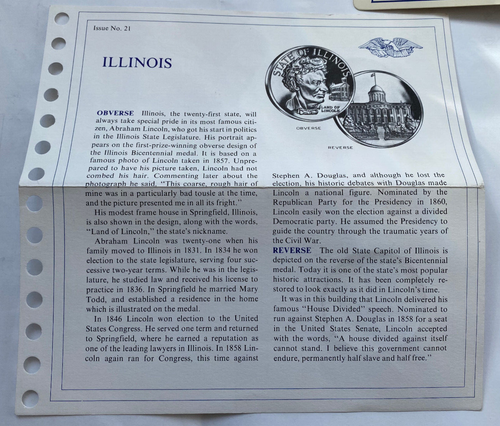 Issue No. 21
ILLINOIS
STATE OF ILLINOIS
LAND OF LINCOLN
OBVERSE
REVERSE
OBVERSE Illinois, the twenty-first state, will
always take special pride in its most famous citi-
zen, Abraham Lincoln, who got his start in politics
in the Illinois State Legislature. His portrait ap-
pears on the first-prize-winning obverse design of
the Illinois Bicentennial medal. It is based on a
famous photo of Lincoln taken in 1857. Unpre-
pared to have his picture taken, Lincoln had not
combed his hair. Commenting later about the
photograph he said, "This coarse, rough hair of
mine was in a particularly bad tousle at the time,
and the picture presented me in all its fright."
His modest frame house in Springfield, Illinois,
is also shown in the design, along with the words,
"Land of Lincoln," the state's nickname.
Abraham Lincoln was twenty-one when his
family moved to Illinois in 1831. In 1834 he won
election to the state legislature, serving four suc-
cessive two-year terms. While he was in the legis-
lature, he studied law and received his license to
practice in 1836. In Springfield he married Mary
Todd, and established a residence in the home
which is illustrated on the medal.
In 1846 Lincoln won election to the United
States Congress. He served one term and returned
to Springfield, where he earned a reputation as
one of the leading lawyers in Illinois. In 1858 Lin-
coln again ran for Congress, this time against
Stephen A. Douglas, and although he lost the
election, his historic debates with Douglas made
Lincoln a national figure. Nominated by the
Republican Party for the Presidency in 1860,
Lincoln easily won the election against a divided
Democratic party. He assumed the Presidency to
guide the country through the traumatic years of
the Civil War.
REVERSE The old State Capitol of Illinois is
depicted on the reverse of the state's Bicentennial
medal. Today it is one of the state's most popular
historic attractions. It has been completely re-
stored to look exactly as it did in Lincoln's time.
It was in this building that Lincoln delivered his
famous "House Divided" speech. Nominated to
run against Stephen A. Douglas in 1858 for a seat
in the United States Senate, Lincoln accepted
with the words, "A house divided against itself
cannot stand. I believe this government cannot
endure, permanently half slave and half free."